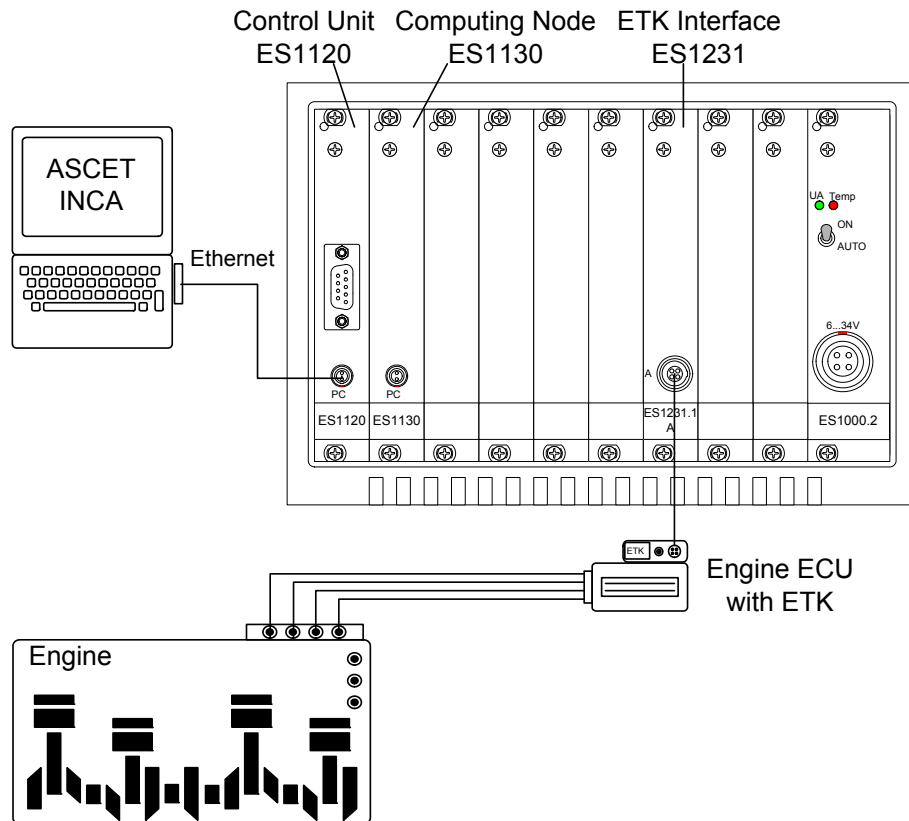 Control Unit
ES1120
Computing Node
ES1130
ETK Interface
ES1231
ASCET
INCA
Ethernet
UA Temp
ON
AUTO
6...34V
A
PC
PC
ES1120
ES1130
ES1231.1
A
ES1000.2
ETK
Engine ECU
with ETK
Engine